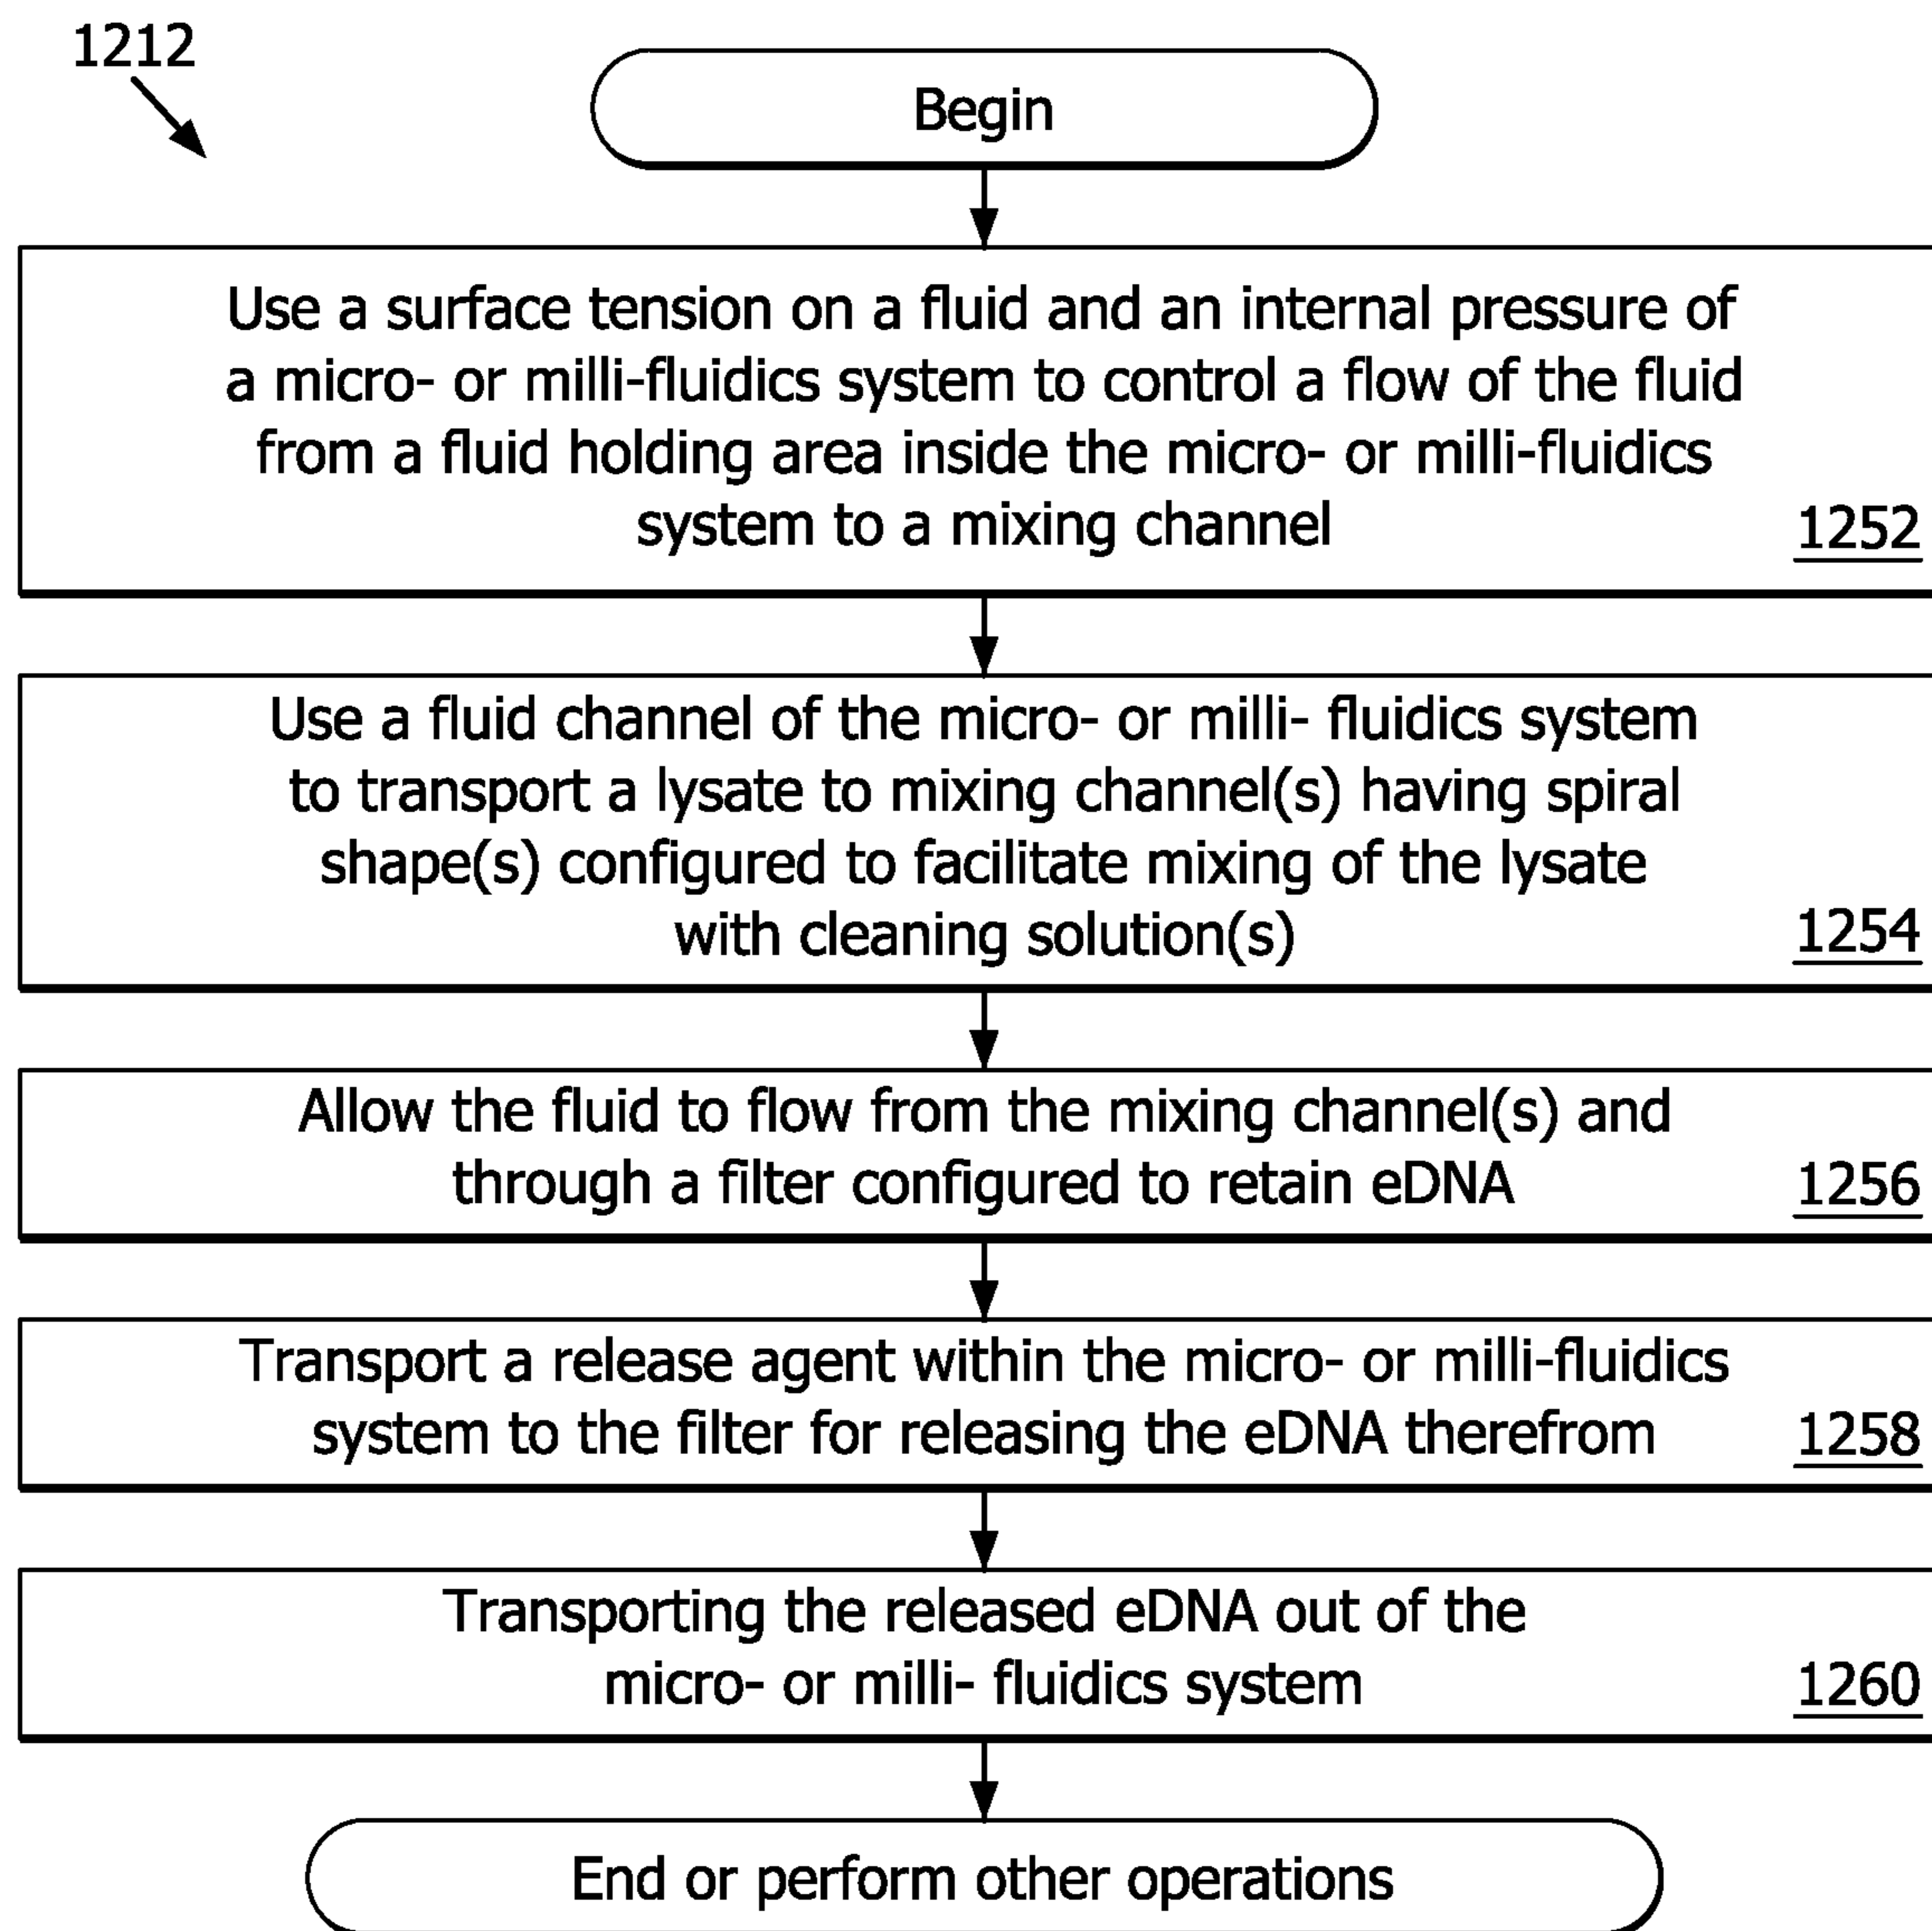 1212
Begin
Use a surface tension on a fluid and an internal pressure of
a micro- or milli-fluidics system to control a flow of the fluid
from a fluid holding area inside the micro- or milli-fluidics
system to a mixing channel
1252
Use a fluid channel of the micro- or milli- fluidics system
to transport a lysate to mixing channel(s) having spiral
shape(s) configured to facilitate mixing of the lysate
with cleaning solution(s)
1254
Allow the fluid to flow from the mixing channel(s) and
through a filter configured to retain eDNA
1256
Transport a release agent within the micro- or milli-fluidics
system to the filter for releasing the eDNA therefrom
1258
Transporting the released eDNA out of the
micro- or milli- fluidics system
1260
End or perform other operations